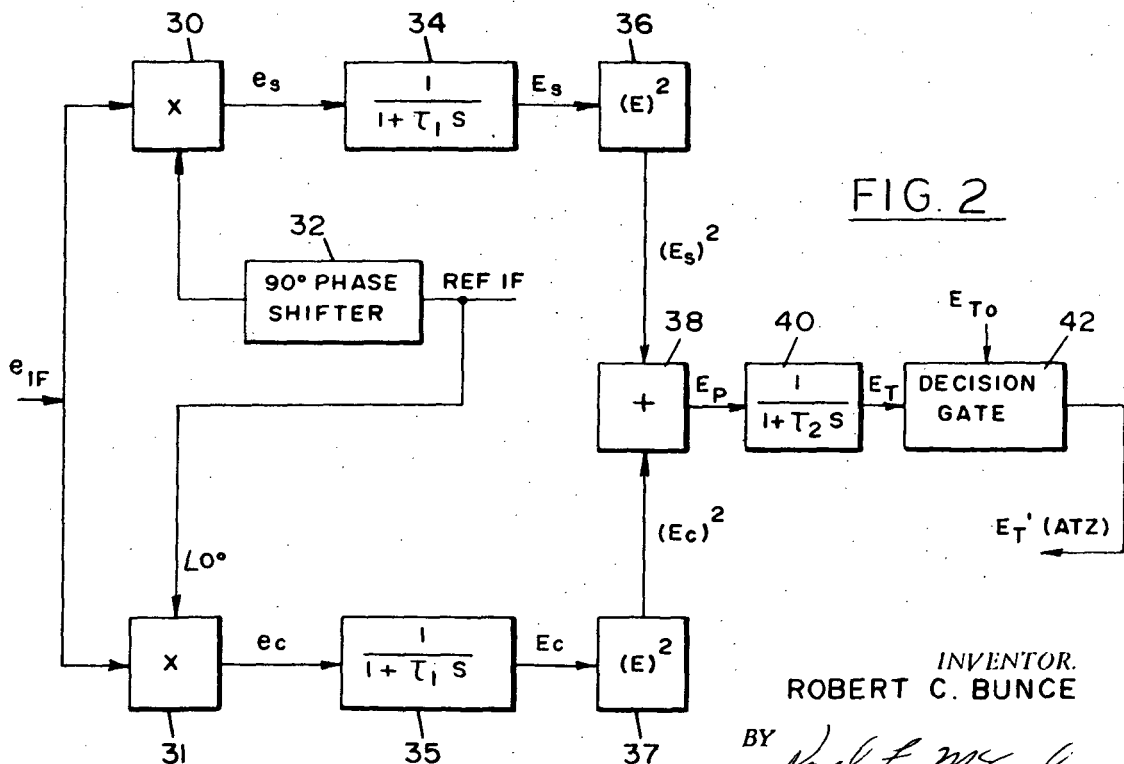 30
34
36
x
e_s
1
1 + τ_1 S
E_s
(E)^2
FIG. 2
32
90° PHASE
SHIFTER
REF IF
(E_s)^2
E_To
e_IF
38
40
42
+
E_P
1
1 + τ_2 S
E_T
DECISION
GATE
(E_c)^2
E_T' (ATZ)
∠0°
x
e_c
1
1 + τ_1 S
E_c
(E)^2
31
35
37
INVENTOR.
ROBERT C. BUNCE
BY